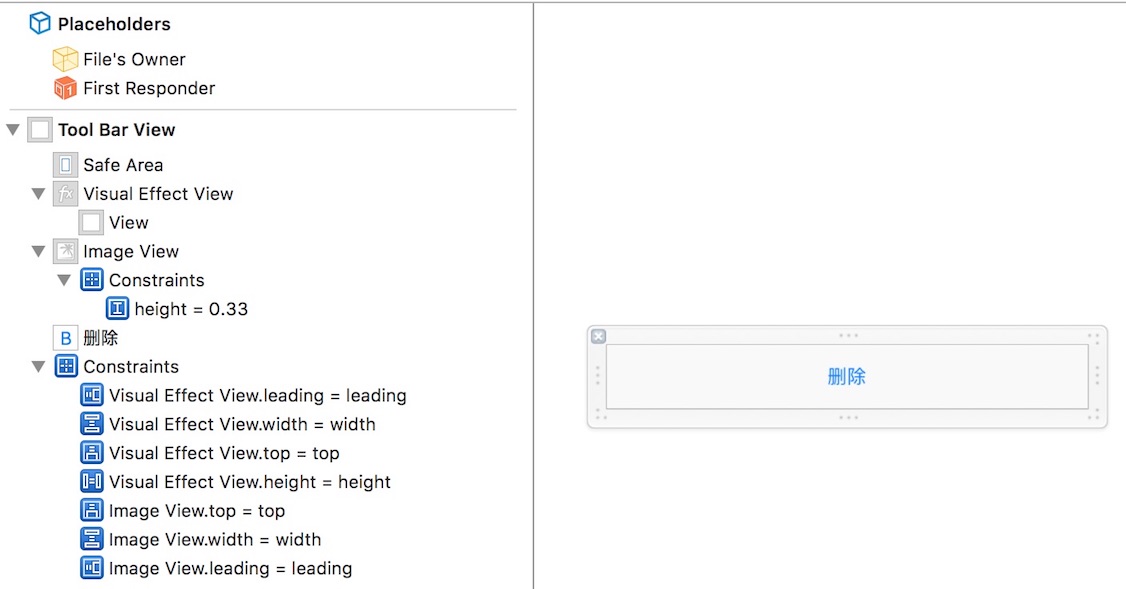 Placeholders
File's Owner
First Responder
Tool Bar View
Safe Area
fx Visual Effect View
View
Image View
Constraints
height = 0.33
B 删除
Constraints
Visual Effect View.leading = leading
Visual Effect View.width = width
Visual Effect View.top = top
Visual Effect View.height = height
Image View.top = top
Image View.width = width
Image View.leading = leading
删除